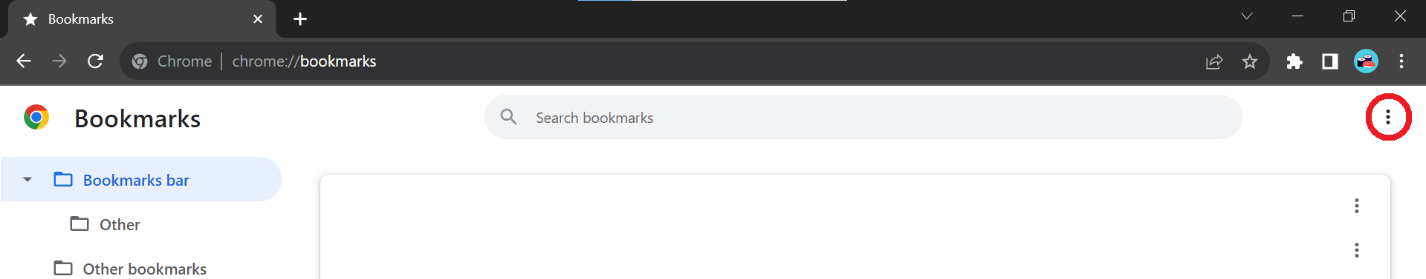 Bookmarks
Chrome | chrome://bookmarks
Bookmarks
Search bookmarks
Bookmarks bar
Other
Other bookmarks